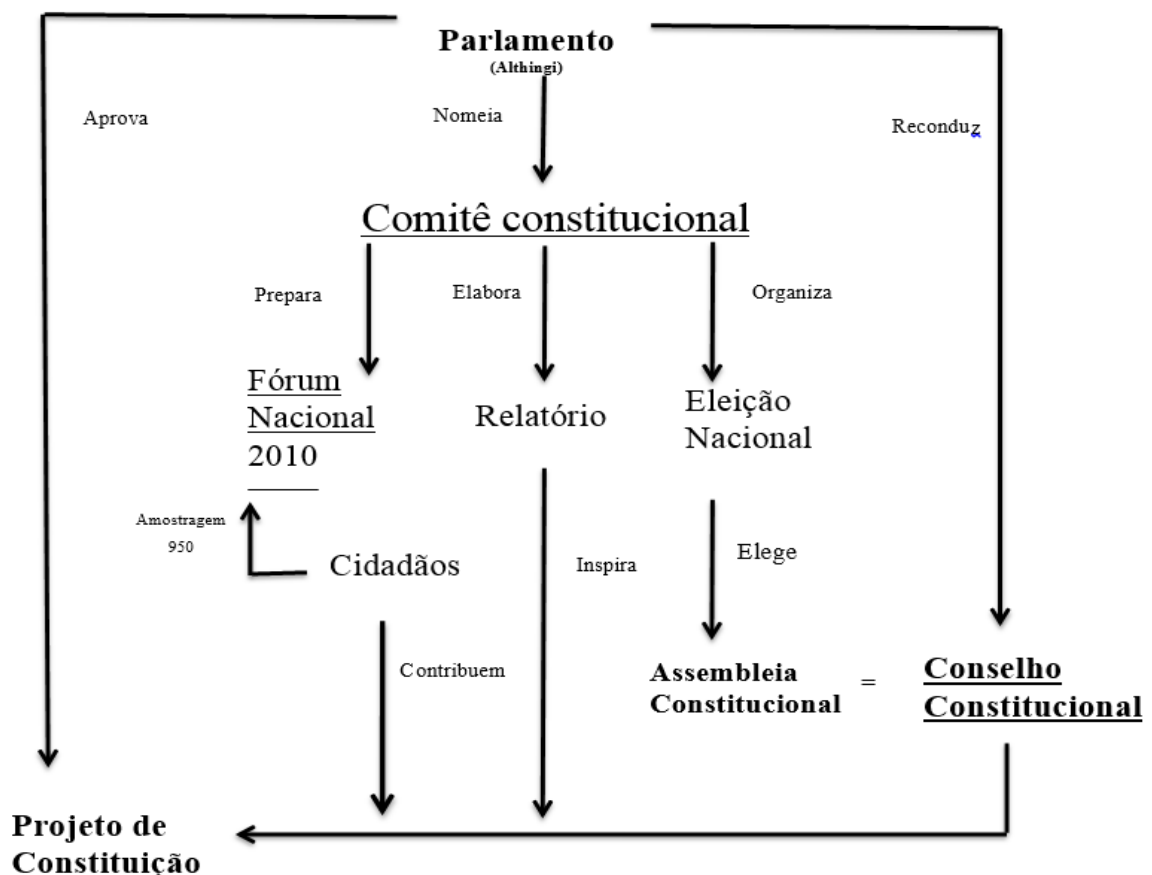 Parlamento
(Althingi)
Aprova
Nomeia
Reconduz
Comitê constitucional
Prepara
Elabora
Organiza
Fórum
Nacional
2010
Relatório
Eleição
Nacional
Amostragem
950
Cidadãos
Inspira
Elege
Contribuem
Assembleia
Constitucional
=
Conselho
Constitucional
Projeto de
Constituição